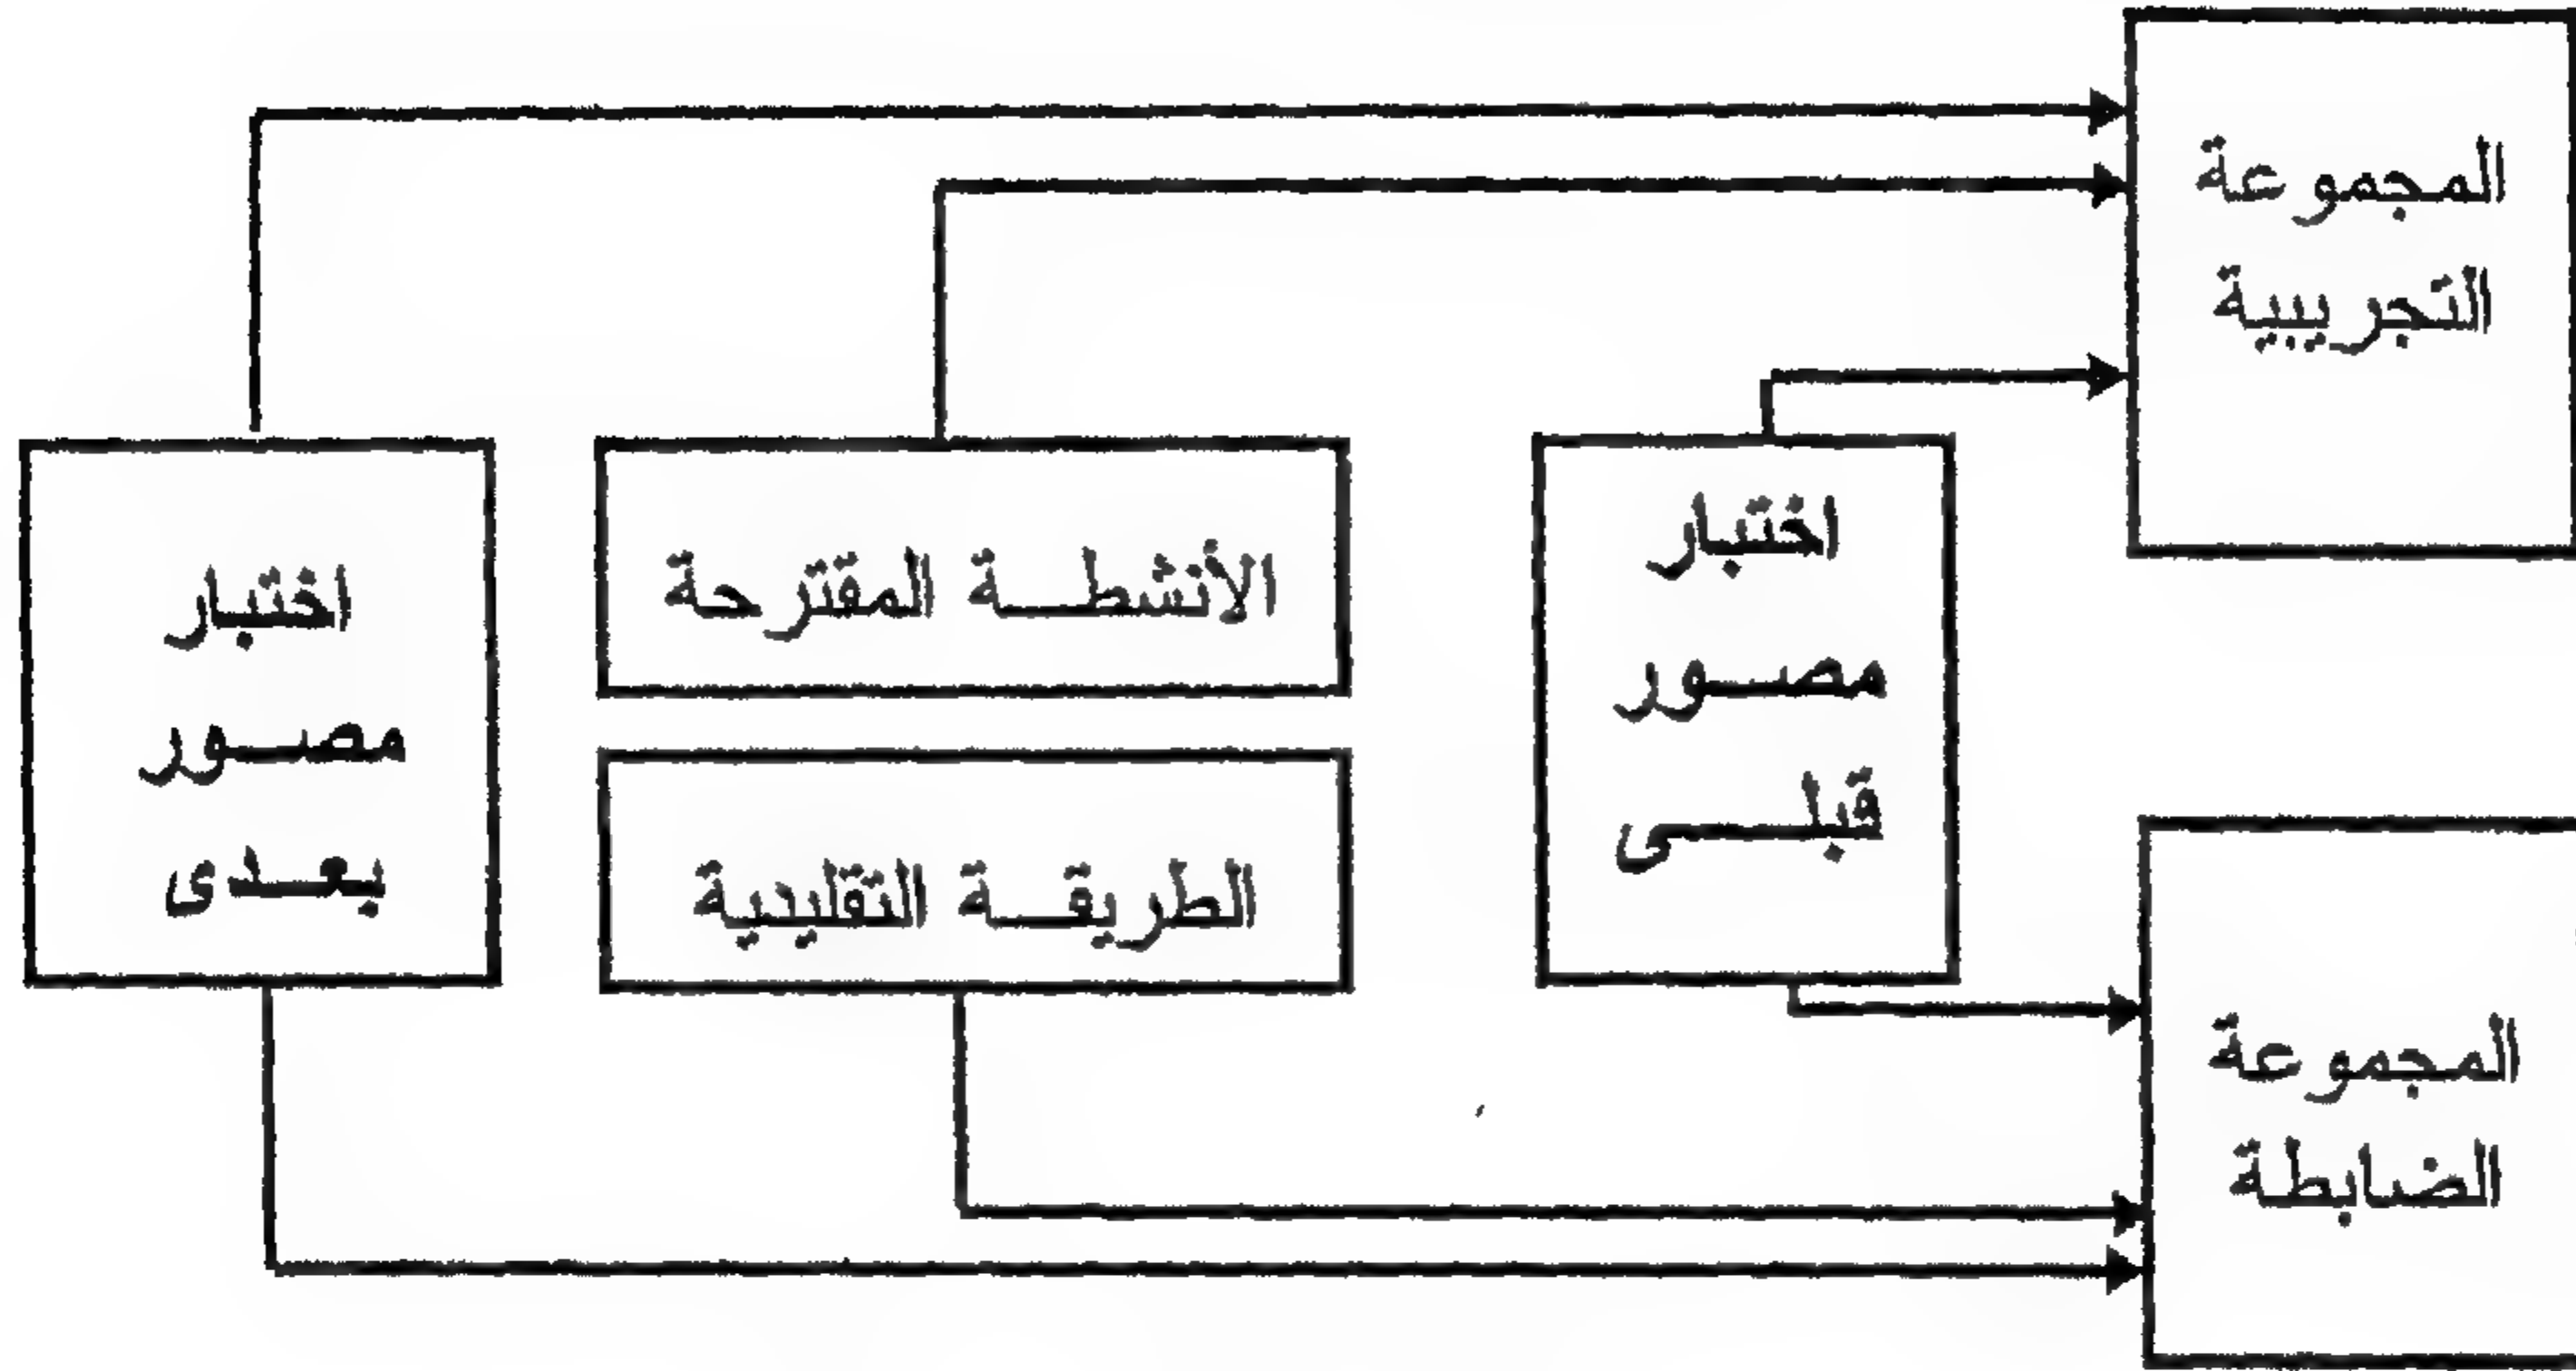 المجموعة
التجريبية
اختبار
مصور
قبلى
الأنشطة المقترحة
الطريقة التقليدية
اختبار
مصور
بعدى
المجموعة
الضابطة